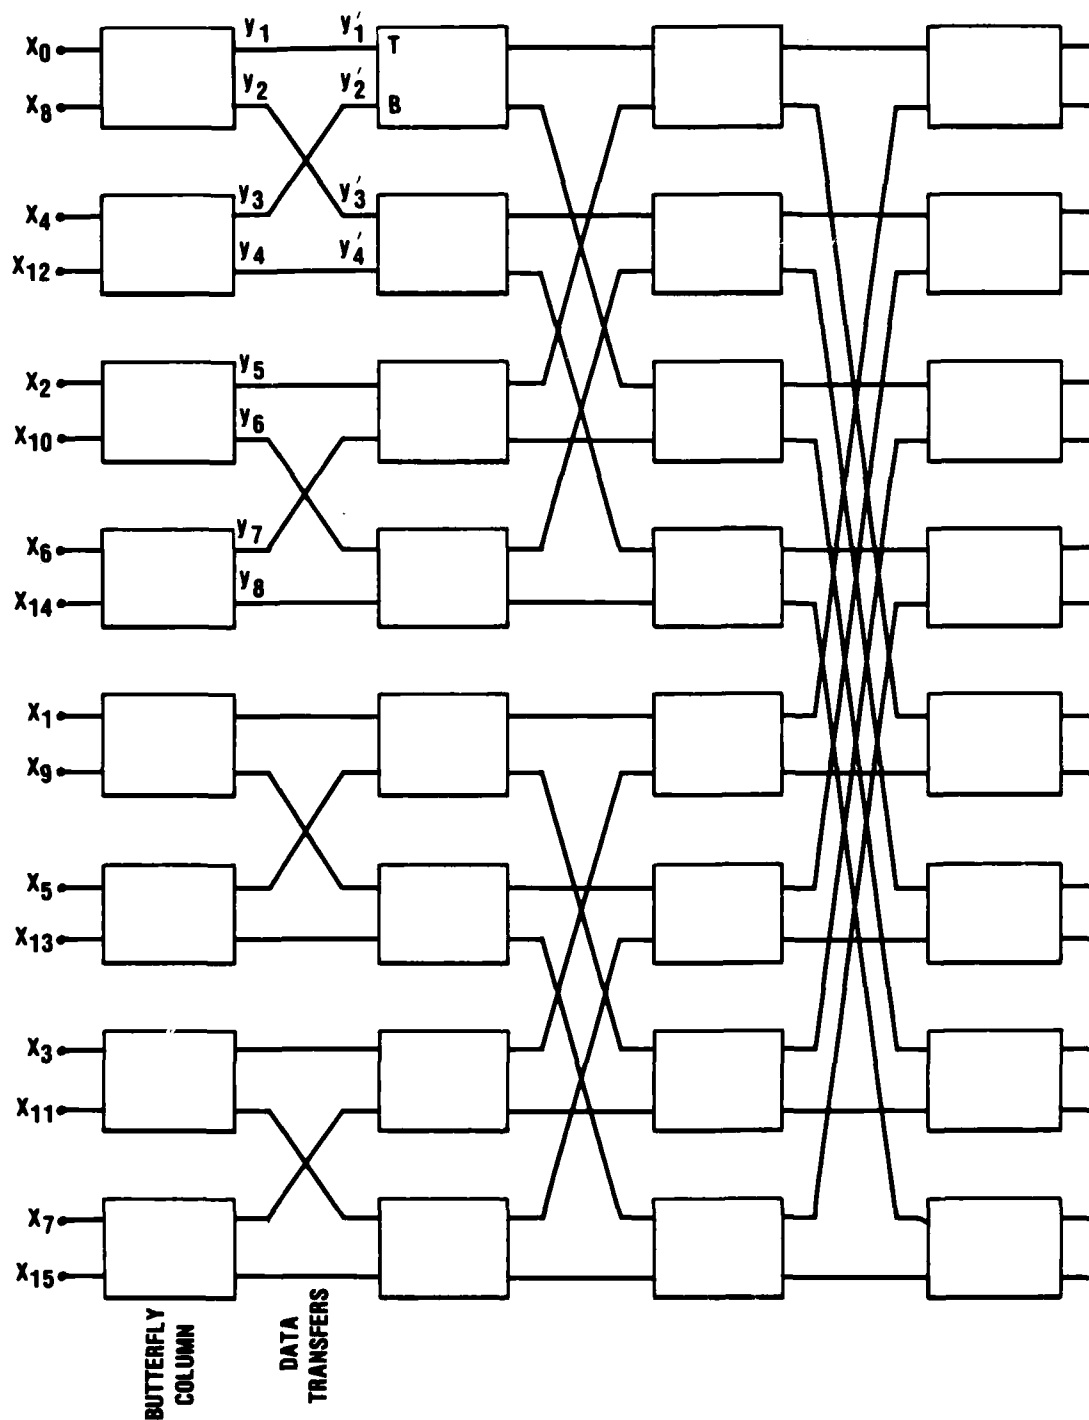 X0 y1 y′1 T
X8 y2 y′2 B
X4 y3 y′3
X12 y4 y′4
X2 y5
X10 y6
X6 y7
X14 y8
X1
X9
X5
X13
X3
X11
X7
X15
BUTTERFLY
COLUMN
DATA
TRANSFERS